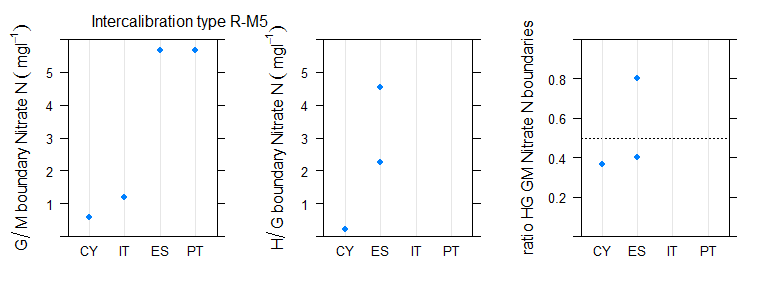 Intercalibration type R-M5
G/ M boundary Nitrate N ( mgl⁻¹)
5
4
3
2
1
CY IT ES PT
H/ G boundary Nitrate N ( mgl⁻¹)
5
4
3
2
1
CY ES IT PT
ratio HG GM Nitrate N boundaries
0.8
0.6
0.4
0.2
CY ES IT PT